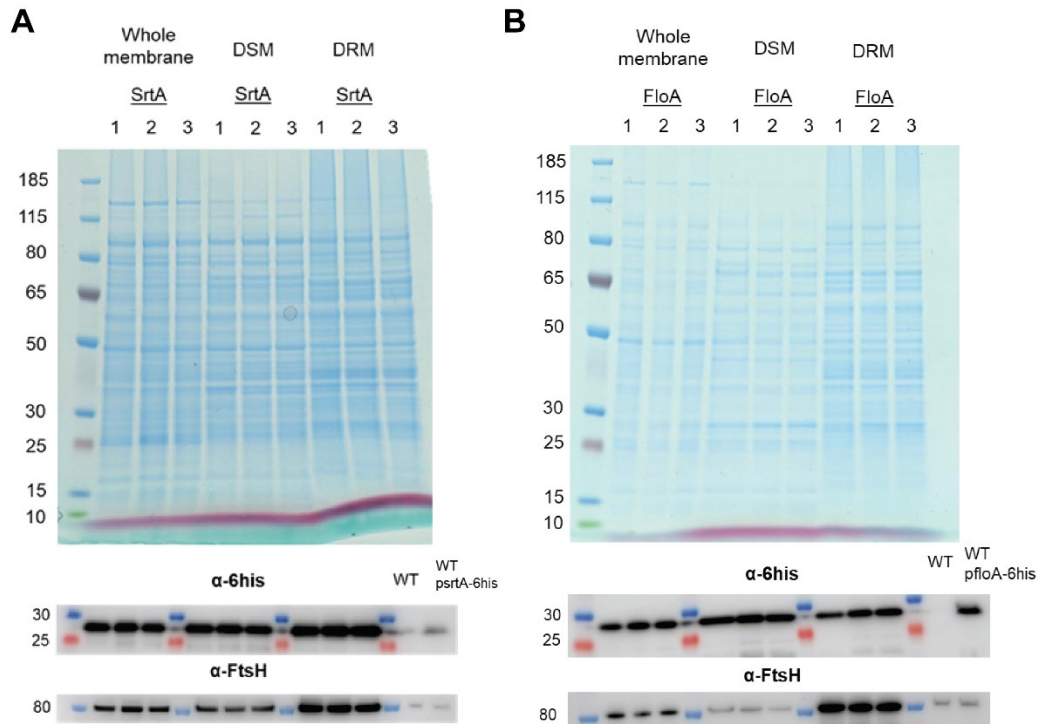 A
Whole membrane DSM DRM
SrtA SrtA SrtA
1 2 3 1 2 3 1 2 3
185
115
80
65
50
30
25
15
10
α-6his WT WT psrtA-6his
30
25
α-FtsH
80
B
Whole membrane DSM DRM
FloA FloA FloA
1 2 3 1 2 3 1 2 3
185
115
80
65
50
30
25
15
10
α-6his WT WT pfloA-6his
30
25
α-FtsH
80